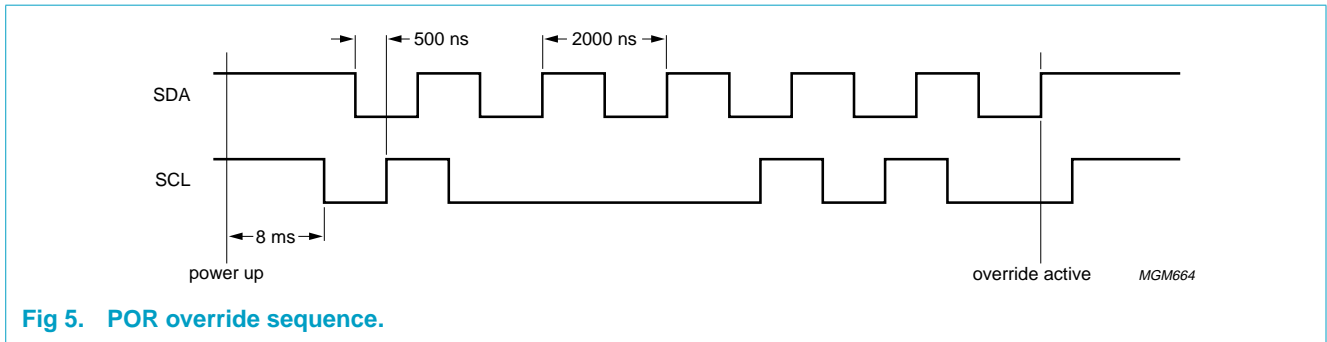 500 ns
2000 ns
SDA
SCL
8 ms
power up
override active
MGM664
Fig 5. POR override sequence.